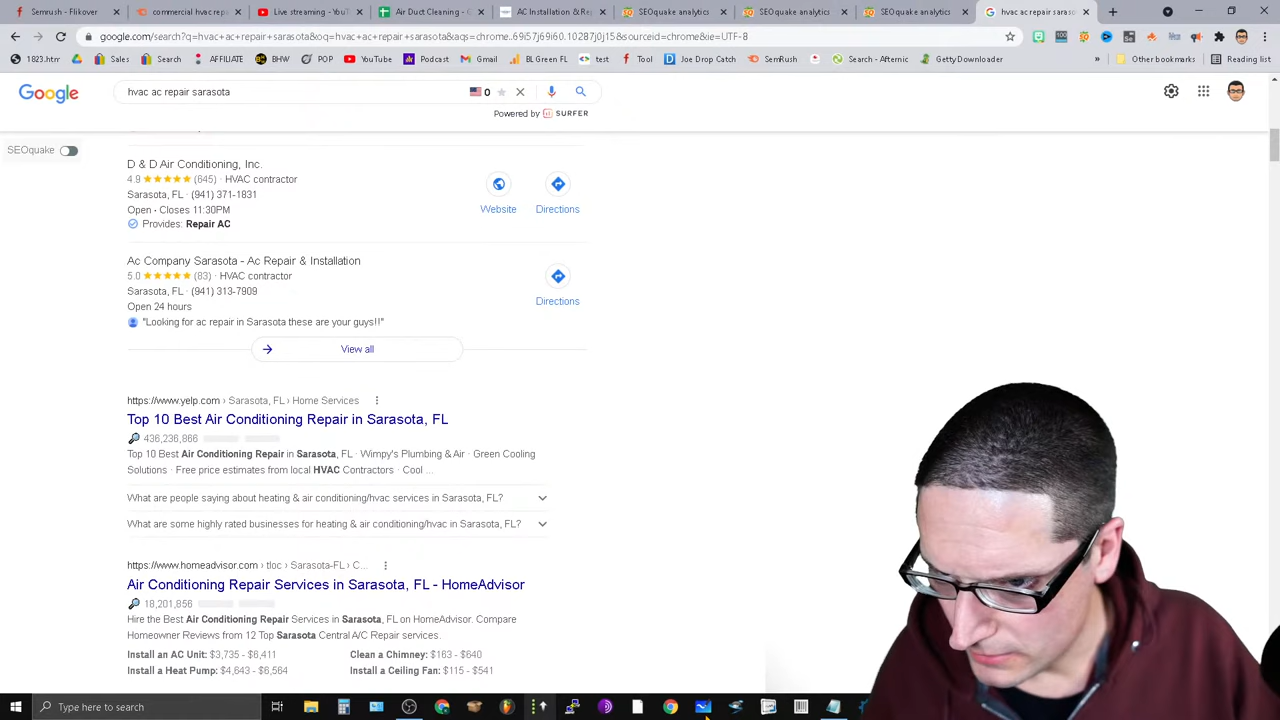 Semrush - Flikover
commercial hvac repa
Live streaming - YouT
Air Duct Cleaning - G
AC Installation & Rep
SEOquake analytics
SEOquake analytics
SEOquake analytics
hvac ac repair saraso
google.com/search?q=hvac+ac+repair+sarasota&oq=hvac+ac+repair+sarasota&aqs=chrome..69i57j69i60.10287j0j15&sourceid=chrome&ie=UTF-8
1823.htm
Sales
Search
AFFILIATE
BHW
POP
YouTube
Podcast
Gmail
BL Green FL
test
Tool
Joe Drop Catch
SemRush
Search - Afternic
GettyDownloader
Other bookmarks
Reading list
Google
hvac ac repair sarasota
0
Powered by SURFER
SEOquake
D & D Air Conditioning, Inc.
4.9 (645) · HVAC contractor
Sarasota, FL · (941) 371-1831
Open · Closes 11:30PM
Provides: Repair AC
Website
Directions
Ac Company Sarasota - Ac Repair & Installation
5.0 (83) · HVAC contractor
Sarasota, FL · (941) 313-7909
Open 24 hours
"Looking for ac repair in Sarasota these are your guys!!"
Directions
View all
https://www.yelp.com › Sarasota, FL › Home Services
Top 10 Best Air Conditioning Repair in Sarasota, FL
436,236,866
Top 10 Best Air Conditioning Repair in Sarasota, FL · Wimpy's Plumbing & Air · Green Cooling
Solutions · Free price estimates from local HVAC Contractors · Cool ...
What are people saying about heating & air conditioning/hvac services in Sarasota, FL?
What are some highly rated businesses for heating & air conditioning/hvac in Sarasota, FL?
https://www.homeadvisor.com › tloc › Sarasota-FL › C...
Air Conditioning Repair Services in Sarasota, FL - HomeAdvisor
18,201,856
Hire the Best Air Conditioning Repair Services in Sarasota, FL on HomeAdvisor. Compare
Homeowner Reviews from 12 Top Sarasota Central A/C Repair services.
Install an AC Unit: $3,735 - $6,411
Clean a Chimney: $163 - $640
Install a Heat Pump: $4,643 - $6,564
Install a Ceiling Fan: $115 - $541
Type here to search